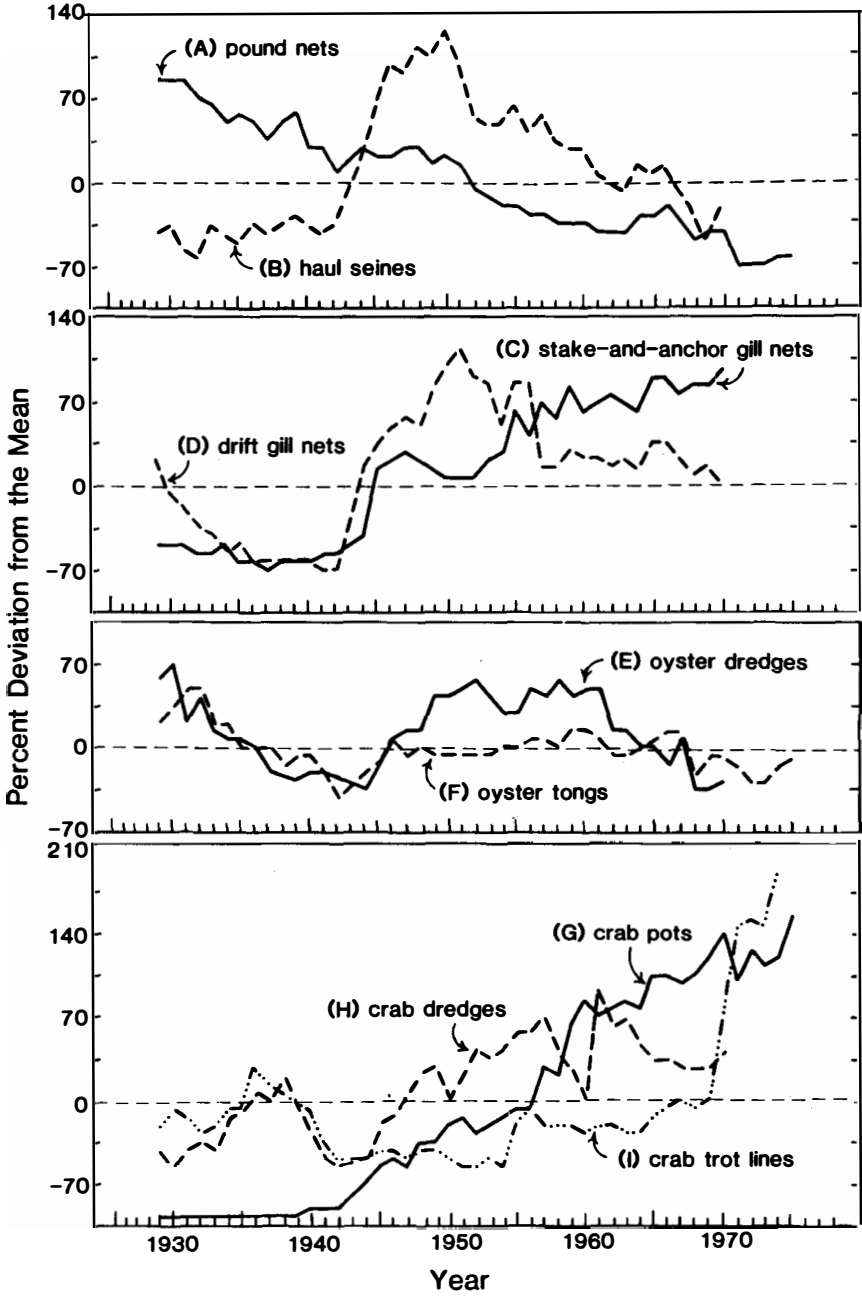 140
(A) pound nets
70
0
(B) haul seines
−70
140
(C) stake–and–anchor gill nets
70
(D) drift gill nets
0
−70
Percent Deviation from the Mean
70
(E) oyster dredges
0
(F) oyster tongs
−70
210
140
(G) crab pots
(H) crab dredges
70
0
(I) crab trot lines
−70
1930 1940 1950 1960 1970
Year